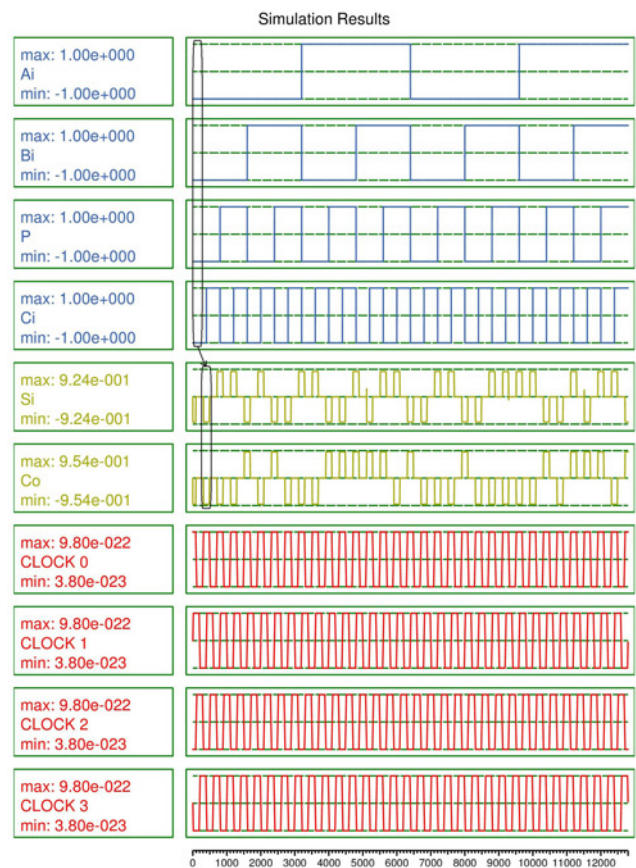 Simulation Results
max: 1.00e+000
Ai
min: -1.00e+000
max: 1.00e+000
Bi
min: -1.00e+000
max: 1.00e+000
P
min: -1.00e+000
max: 1.00e+000
Ci
min: -1.00e+000
max: 9.24e-001
Si
min: -9.24e-001
max: 9.54e-001
Co
min: -9.54e-001
max: 9.80e-022
CLOCK 0
min: 3.80e-023
max: 9.80e-022
CLOCK 1
min: 3.80e-023
max: 9.80e-022
CLOCK 2
min: 3.80e-023
max: 9.80e-022
CLOCK 3
min: 3.80e-023
0 1000 2000 3000 4000 5000 6000 7000 8000 9000 10000 11000 12000